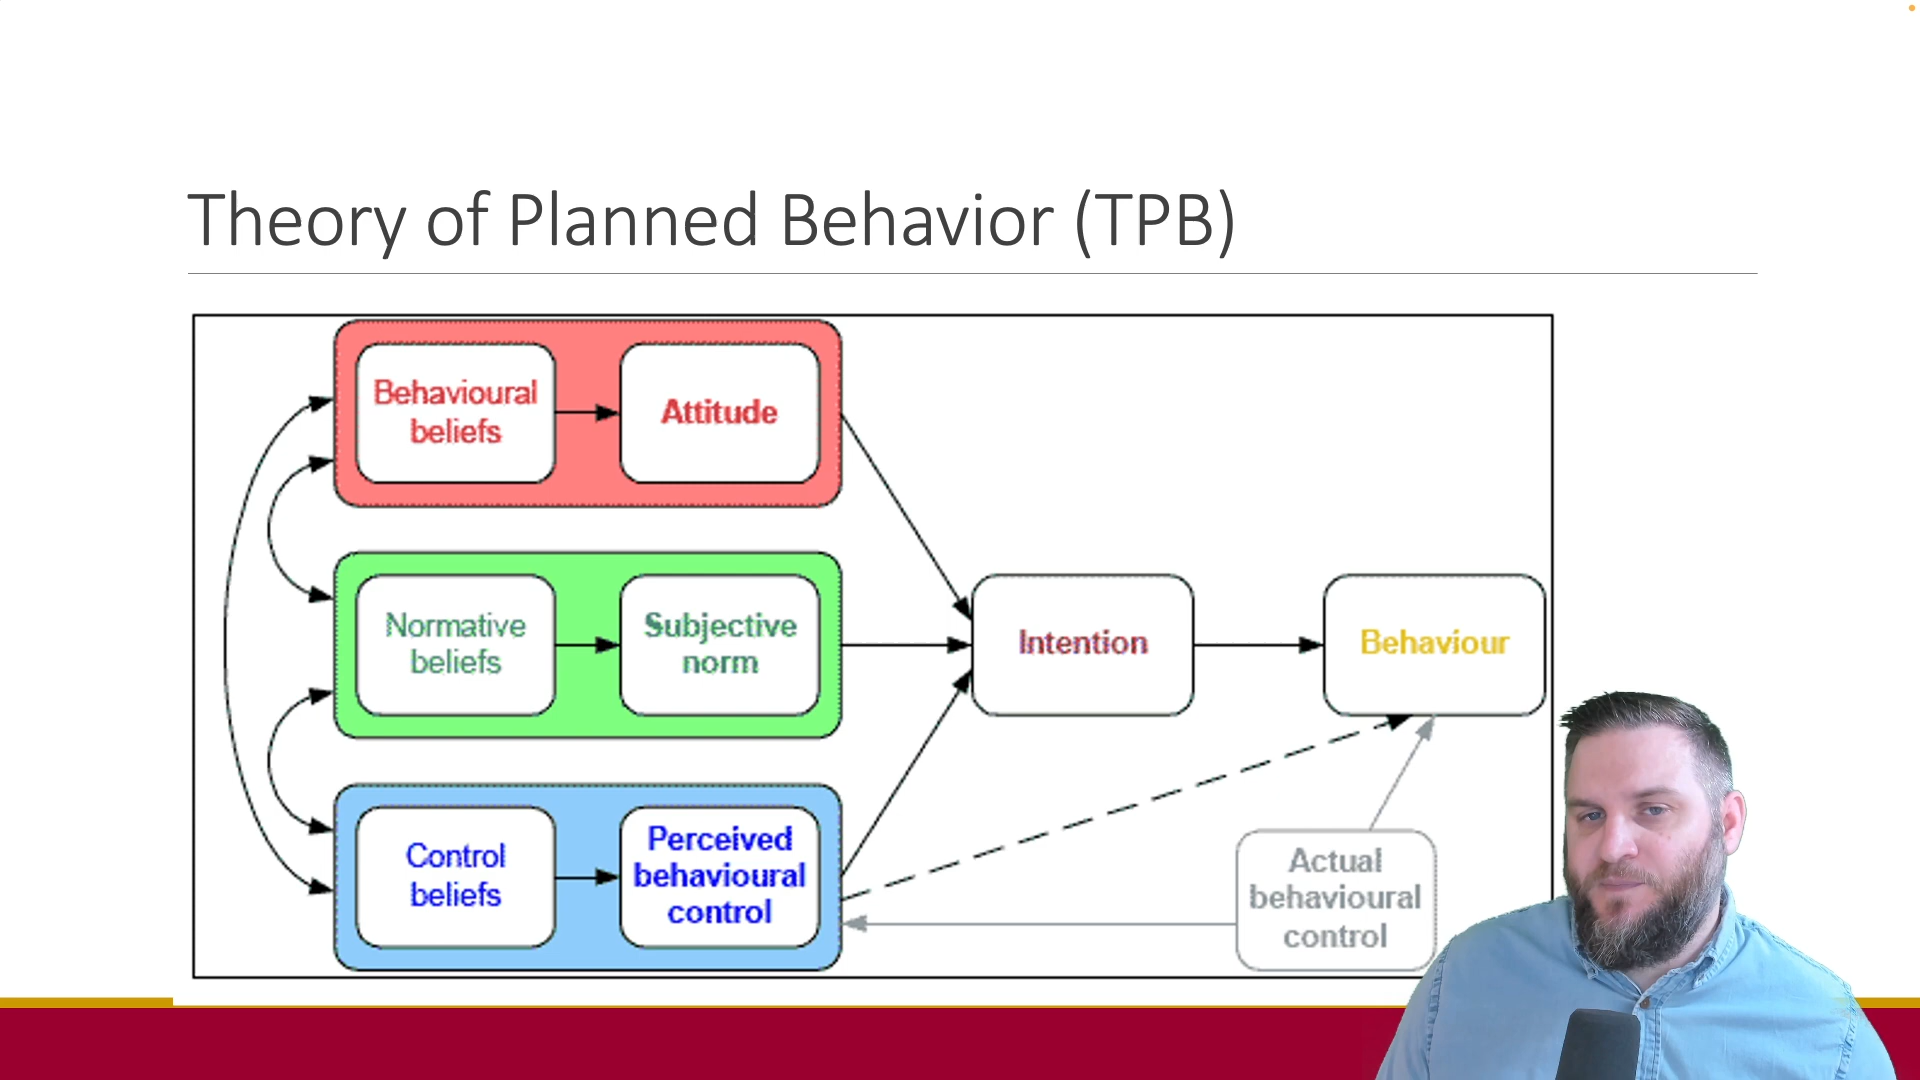 Theory of Planned Behavior (TPB)
Behavioural
beliefs
Attitude
Normative
beliefs
Subjective
norm
Intention
Behaviour
Control
beliefs
Perceived
behavioural
control
Actual
behavioural
control